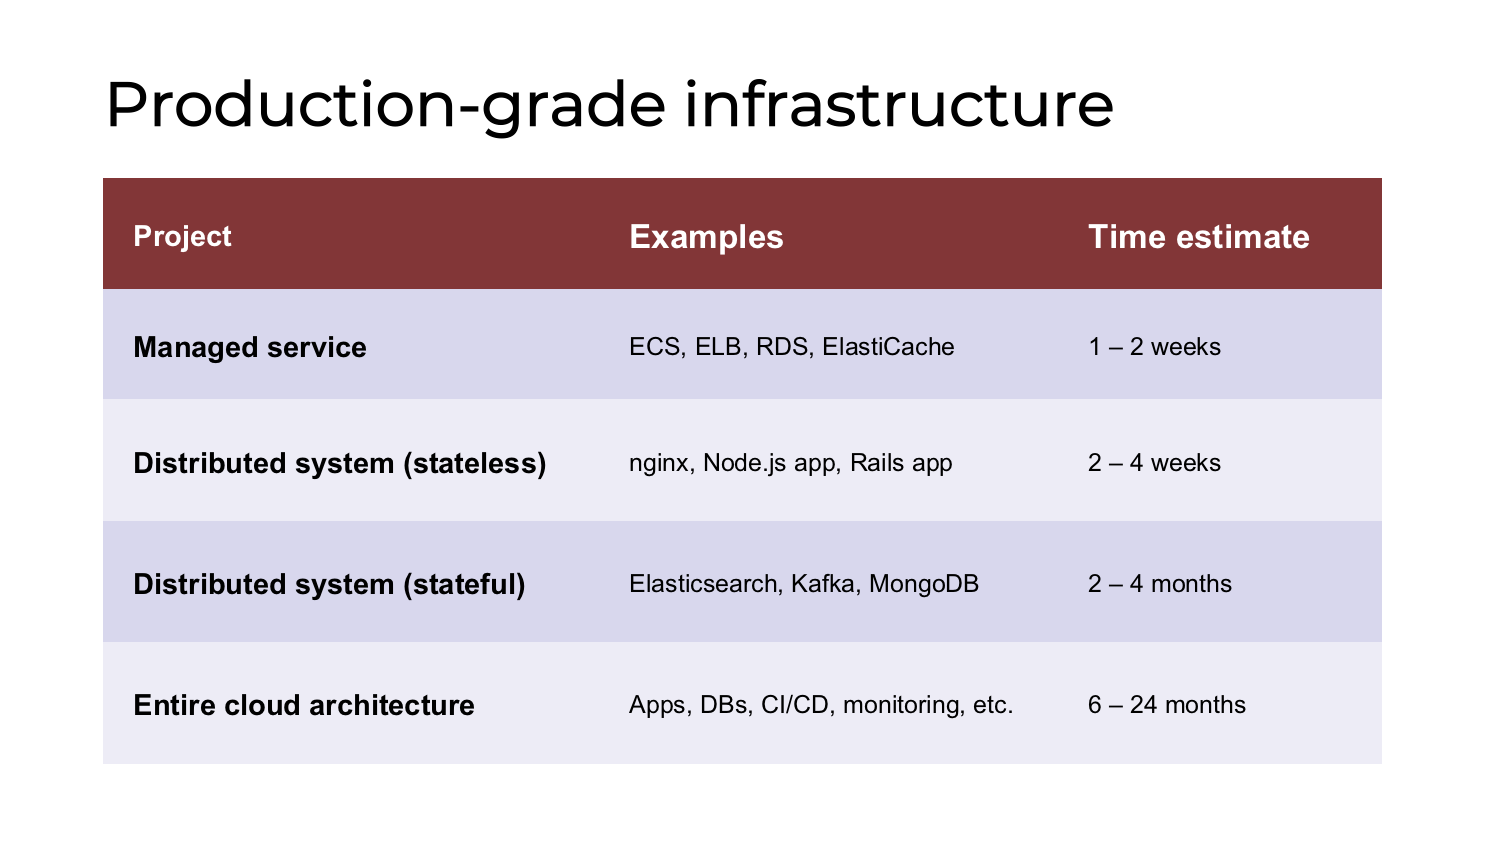 Production-grade infrastructure
Project Examples Time estimate
Managed service ECS, ELB, RDS, ElastiCache 1 – 2 weeks
Distributed system (stateless) nginx, Node.js app, Rails app 2 – 4 weeks
Distributed system (stateful) Elasticsearch, Kafka, MongoDB 2 – 4 months
Entire cloud architecture Apps, DBs, CI/CD, monitoring, etc. 6 – 24 months